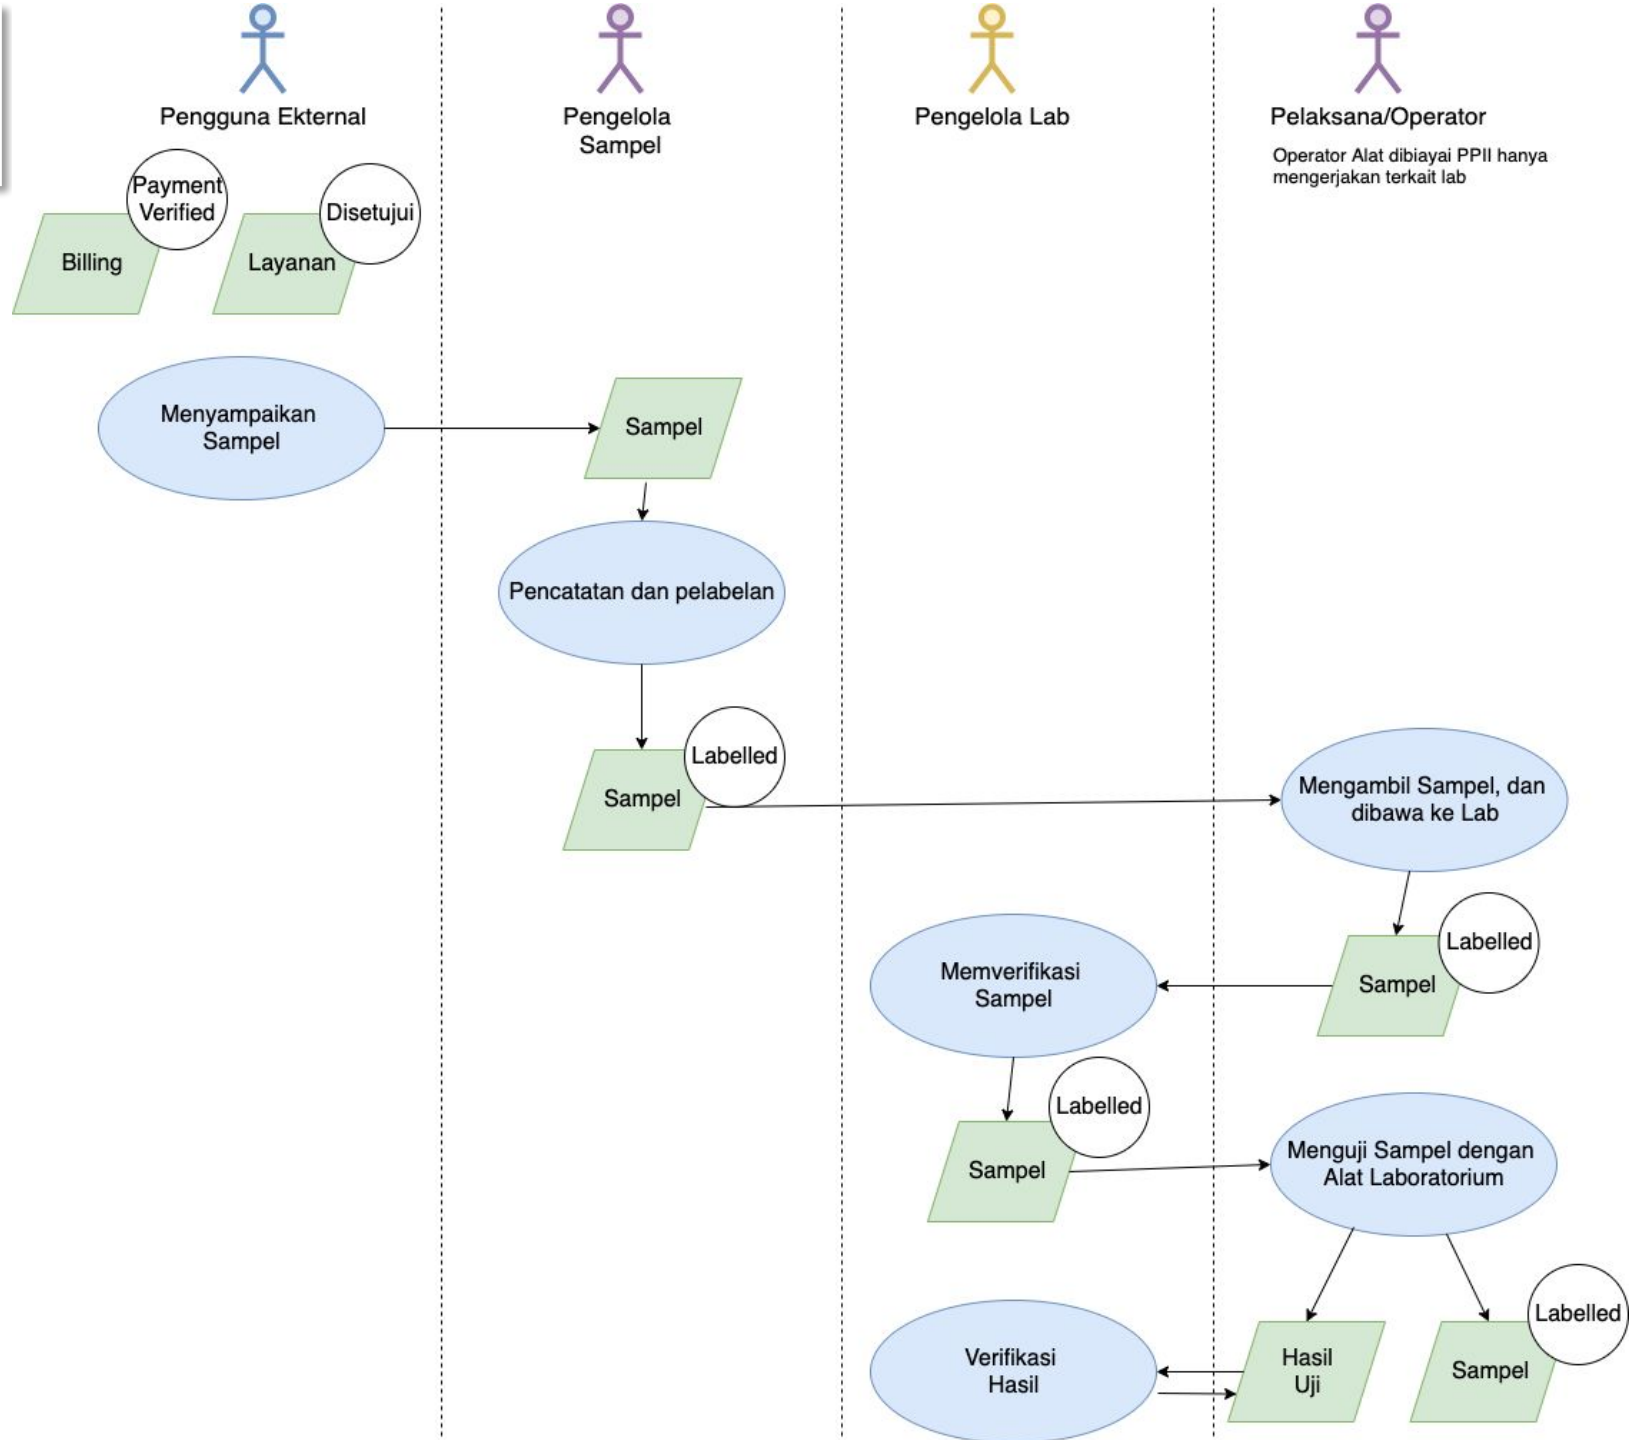 Pengguna Ekternal
Pengelola
Sampel
Pengelola Lab
Pelaksana/Operator
Operator Alat dibiayai PPII hanya
mengerjakan terkait lab
Payment
Verified
Billing
Disetujui
Layanan
Menyampaikan
Sampel
Sampel
Pencatatan dan pelabelan
Labelled
Sampel
Mengambil Sampel, dan
dibawa ke Lab
Labelled
Sampel
Memverifikasi
Sampel
Labelled
Sampel
Menguji Sampel dengan
Alat Laboratorium
Verifikasi
Hasil
Hasil
Uji
Labelled
Sampel